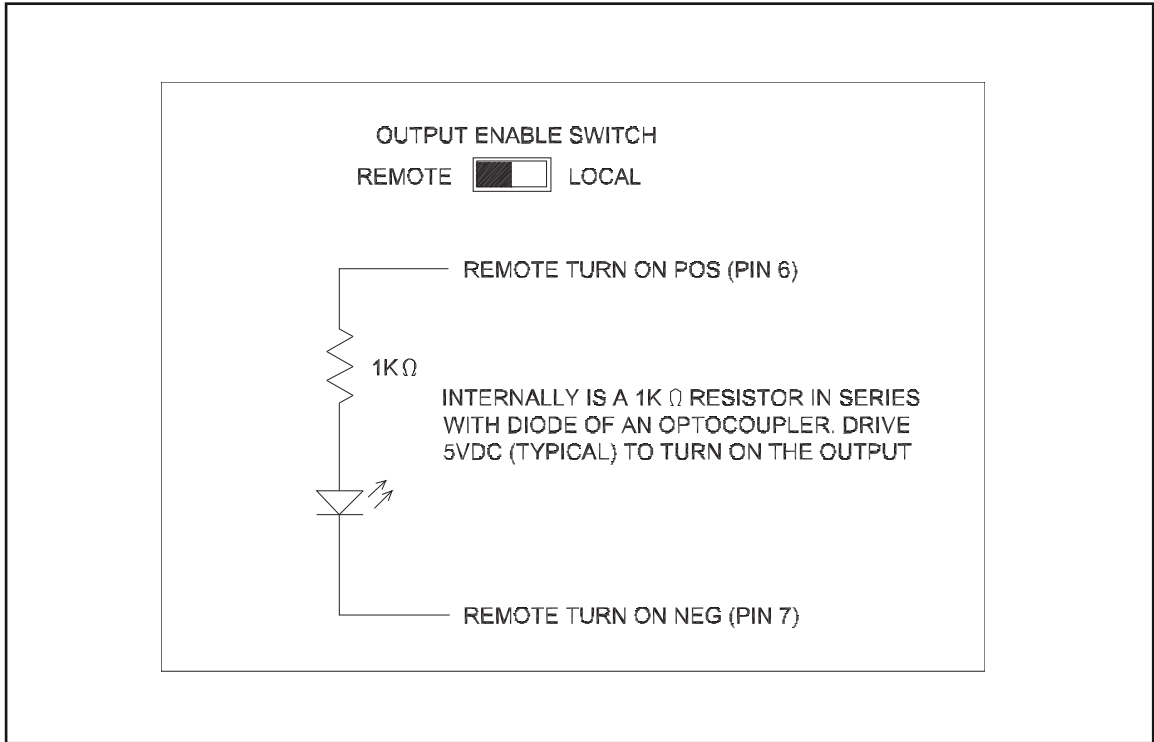 OUTPUT ENABLE SWITCH
REMOTE LOCAL
REMOTE TURN ON POS (PIN 6)
1K Ω
INTERNALLY IS A 1K Ω RESISTOR IN SERIES
WITH DIODE OF AN OPTOCOUPLER. DRIVE
5VDC (TYPICAL) TO TURN ON THE OUTPUT
REMOTE TURN ON NEG (PIN 7)